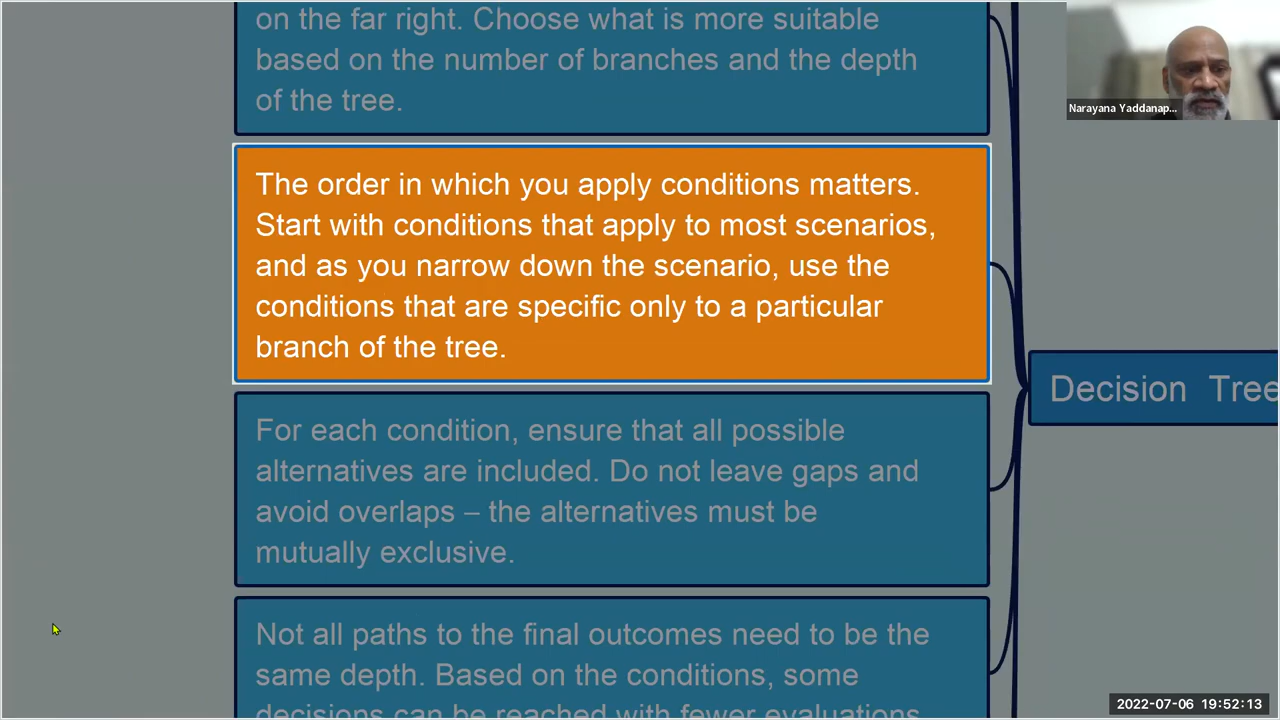 on the far right. Choose what is more suitable
based on the number of branches and the depth
of the tree.
Narayana Yaddanap...
The order in which you apply conditions matters.
Start with conditions that apply to most scenarios,
and as you narrow down the scenario, use the
conditions that are specific only to a particular
branch of the tree.
Decision Tree
For each condition, ensure that all possible
alternatives are included. Do not leave gaps and
avoid overlaps – the alternatives must be
mutually exclusive.
Not all paths to the final outcomes need to be the
same depth. Based on the conditions, some
decisions can be reached with fewer evaluations
2022-07-06 19:52:13